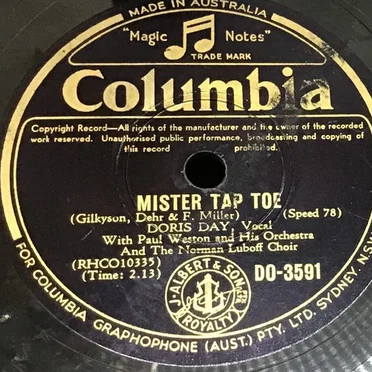 MADE IN AUSTRALIA
"Magic Notes"
TRADE MARK
Columbia
Copyright Record—All rights of the manufacturer and the owner of the recorded
work reserved. Unauthorised public performance, broadcasting and copying of
this record prohibited.
MISTER TAP TOE
(Gilkyson, Dehr & F. Miller) (Speed 78)
DORIS DAY, Vocal
With Paul Weston and His Orchestra
And The Norman Luboff Choir
(RHCO10335)
(Time: 2.13) DO-3591
J. ALBERT & SON
ROYALTY
FOR COLUMBIA GRAPHOPHONE (AUST.) PTY. LTD. SYDNEY. N.S.W